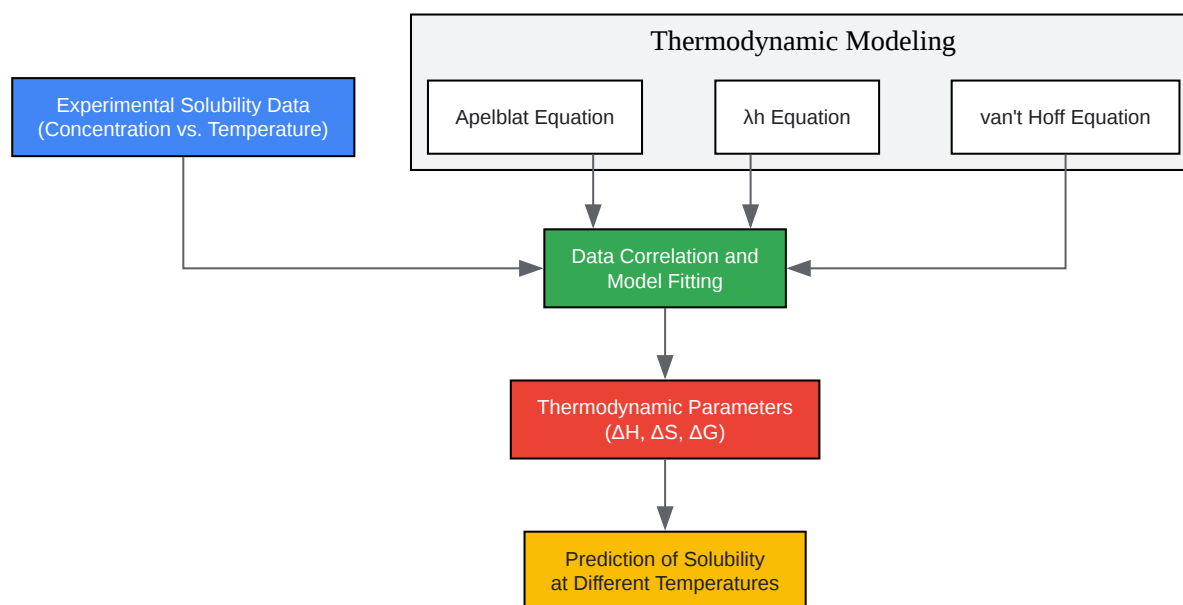 Thermodynamic Modeling
Experimental Solubility Data
(Concentration vs. Temperature)
Apelblat Equation
λh Equation
van't Hoff Equation
Data Correlation and
Model Fitting
Thermodynamic Parameters
(ΔH, ΔS, ΔG)
Prediction of Solubility
at Different Temperatures